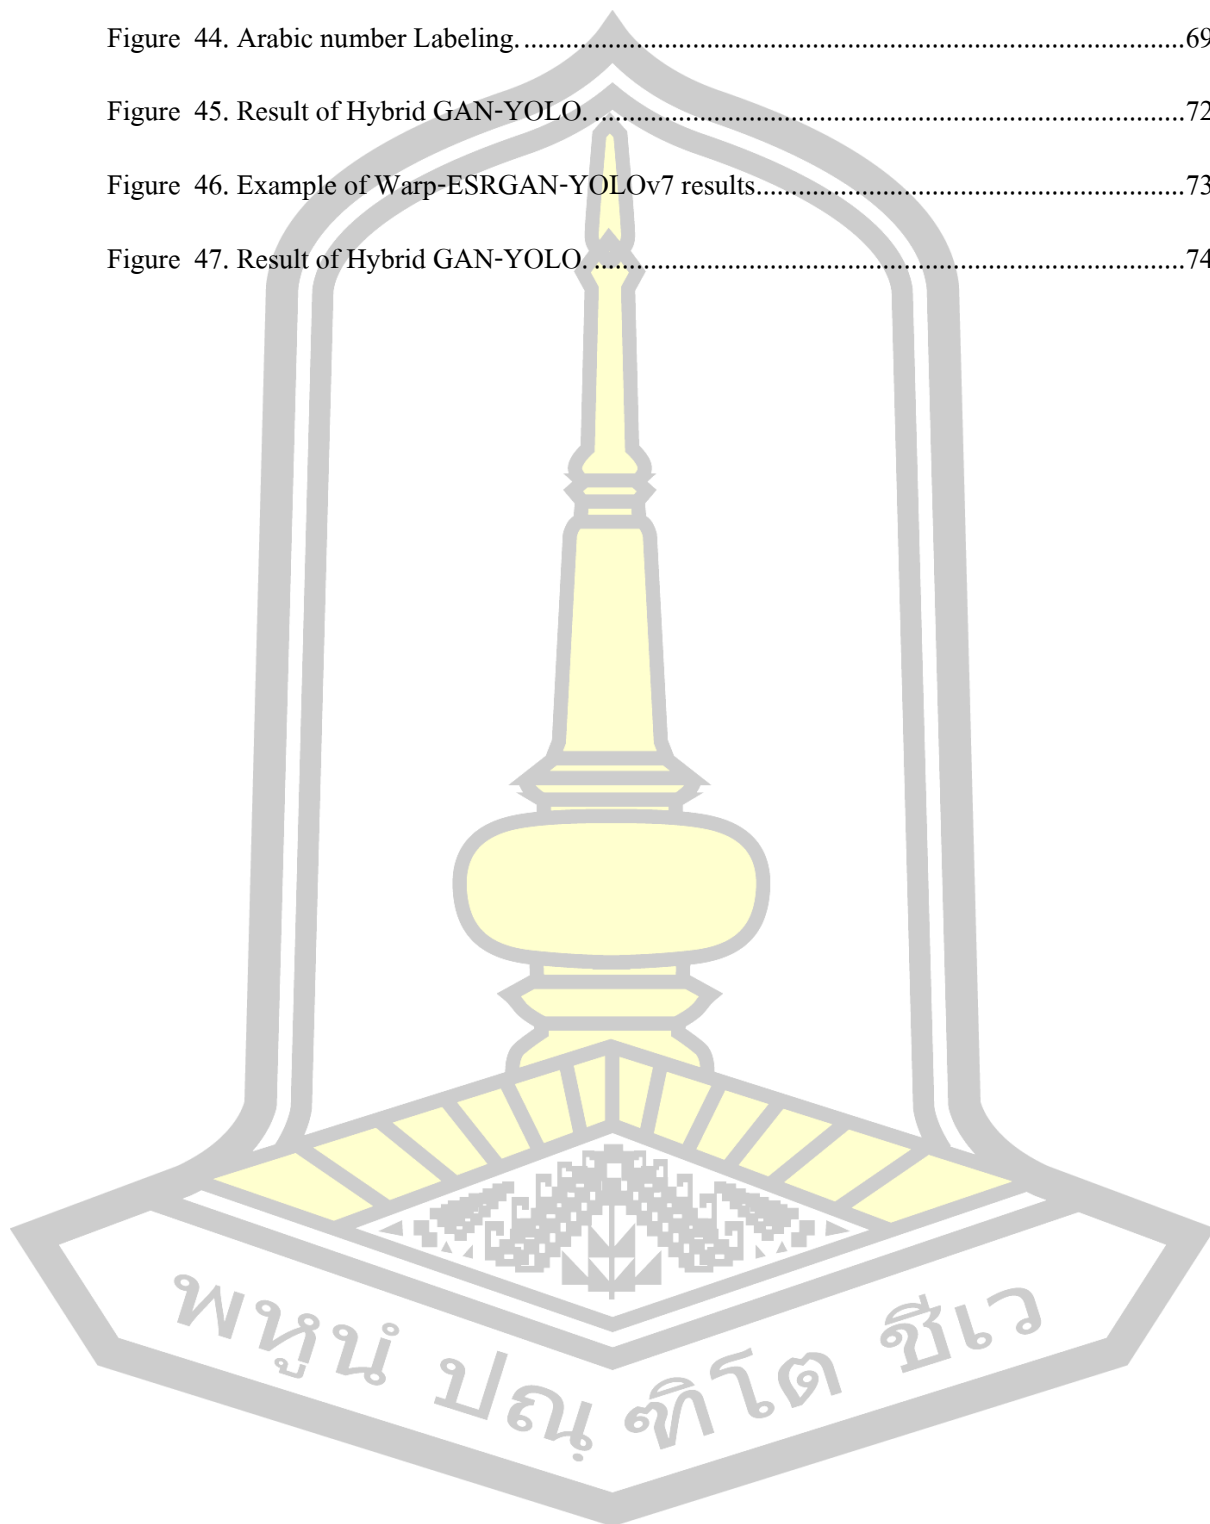 Figure 44. Arabic number Labeling. ........................................................................................................69
Figure 45. Result of Hybrid GAN-YOLO. ...............................................................................................72
Figure 46. Example of Warp-ESRGAN-YOLOv7 results.....................................................................73
Figure 47. Result of Hybrid GAN-YOLO. ...............................................................................................74
พหูนํ ปณฺฑิโต ชีเว